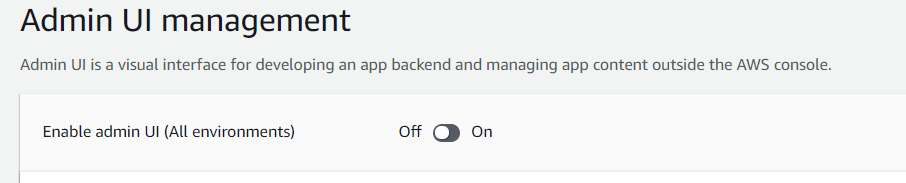 Admin UI management
Admin UI is a visual interface for developing an app backend and managing app content outside the AWS console.
Enable admin UI (All environments) Off On